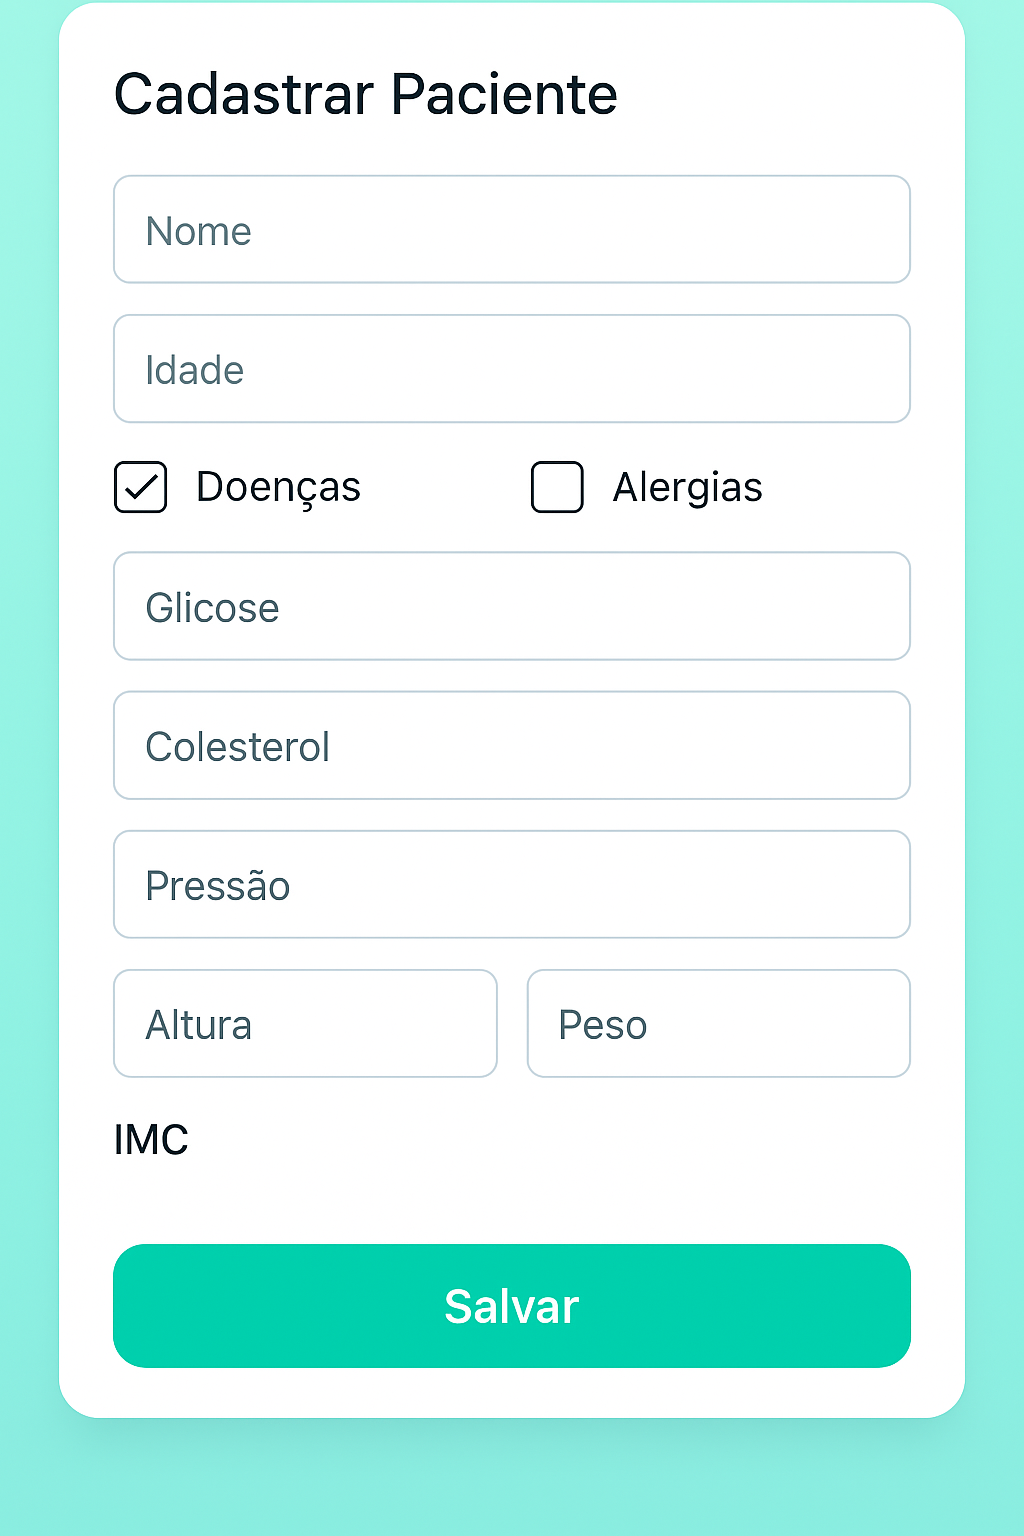 Cadastrar Paciente
Nome
Idade
Doenças Alergias
Glicose
Colesterol
Pressão
Altura Peso
IMC
Salvar